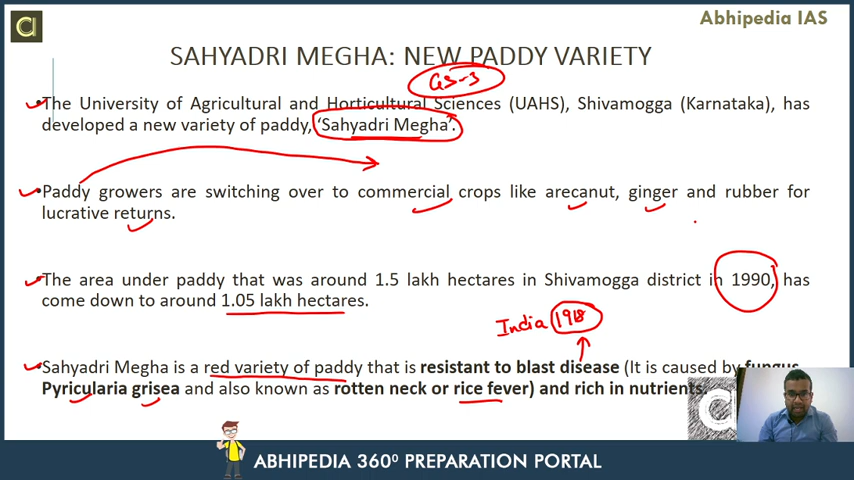 Abhipedia IAS
SAHYADRI MEGHA: NEW PADDY VARIETY
GS-3
•The University of Agricultural and Horticultural Sciences (UAHS), Shivamogga (Karnataka), has
developed a new variety of paddy, ‘Sahyadri Megha’.
•Paddy growers are switching over to commercial crops like arecanut, ginger and rubber for
lucrative returns.
•The area under paddy that was around 1.5 lakh hectares in Shivamogga district in 1990, has
come down to around 1.05 lakh hectares.
India 1918
•Sahyadri Megha is a red variety of paddy that is resistant to blast disease (It is caused by fungus
Pyricularia grisea and also known as rotten neck or rice fever) and rich in nutrients.
ABHIPEDIA 360⁰ PREPARATION PORTAL